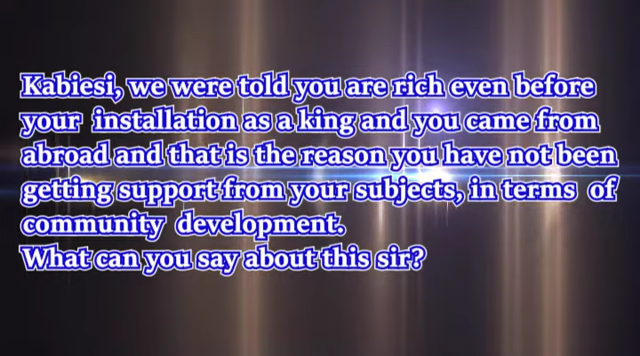 Kabiesi, we were told you are rich even before
your installation as a king and you came from
abroad and that is the reason you have not been
getting support from your subjects, in terms of
community development.
What can you say about this sir?